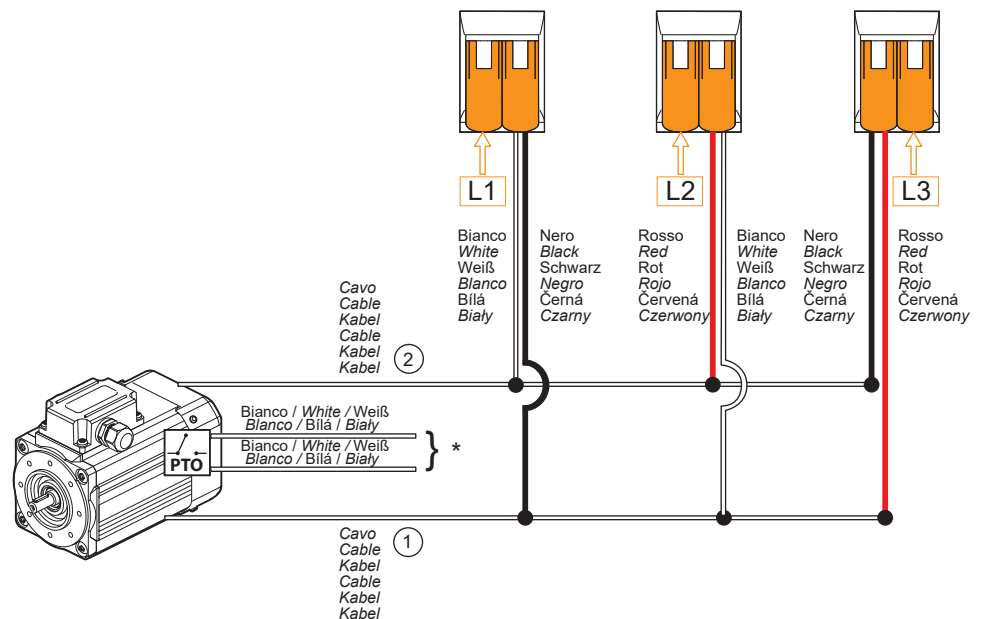 L1
L2
L3
Bianco
White
Weiß
Blanco
Bílá
Biały
Nero
Black
Schwarz
Negro
Černá
Czarny
Rosso
Red
Rot
Rojo
Červená
Czerwony
Bianco
White
Weiß
Blanco
Bílá
Biały
Nero
Black
Schwarz
Negro
Černá
Czarny
Rosso
Red
Rot
Rojo
Červená
Czerwony
Cavo
Cable
Kabel
Cable
Kabel
Kabel
2
Bianco / White / Weiß
Blanco / Bílá / Biały
Bianco / White / Weiß
Blanco / Bílá / Biały
} *
PTO
Cavo
Cable
Kabel
Cable
Kabel
Kabel
1